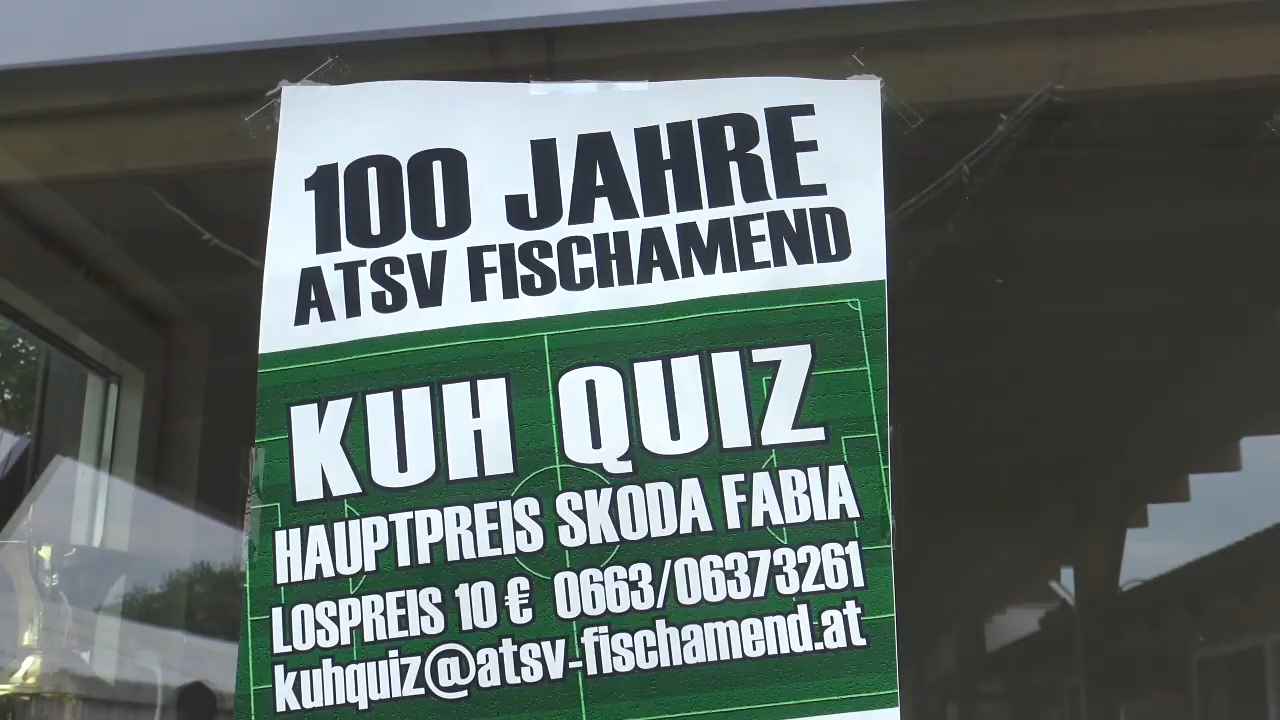 100 JAHRE
ATSV FISCHAMEND
KUH QUIZ
HAUPTPREIS SKODA FABIA
LOSPREIS 10 € 0663/06373261
kuhquiz@atsv-fischamend.at